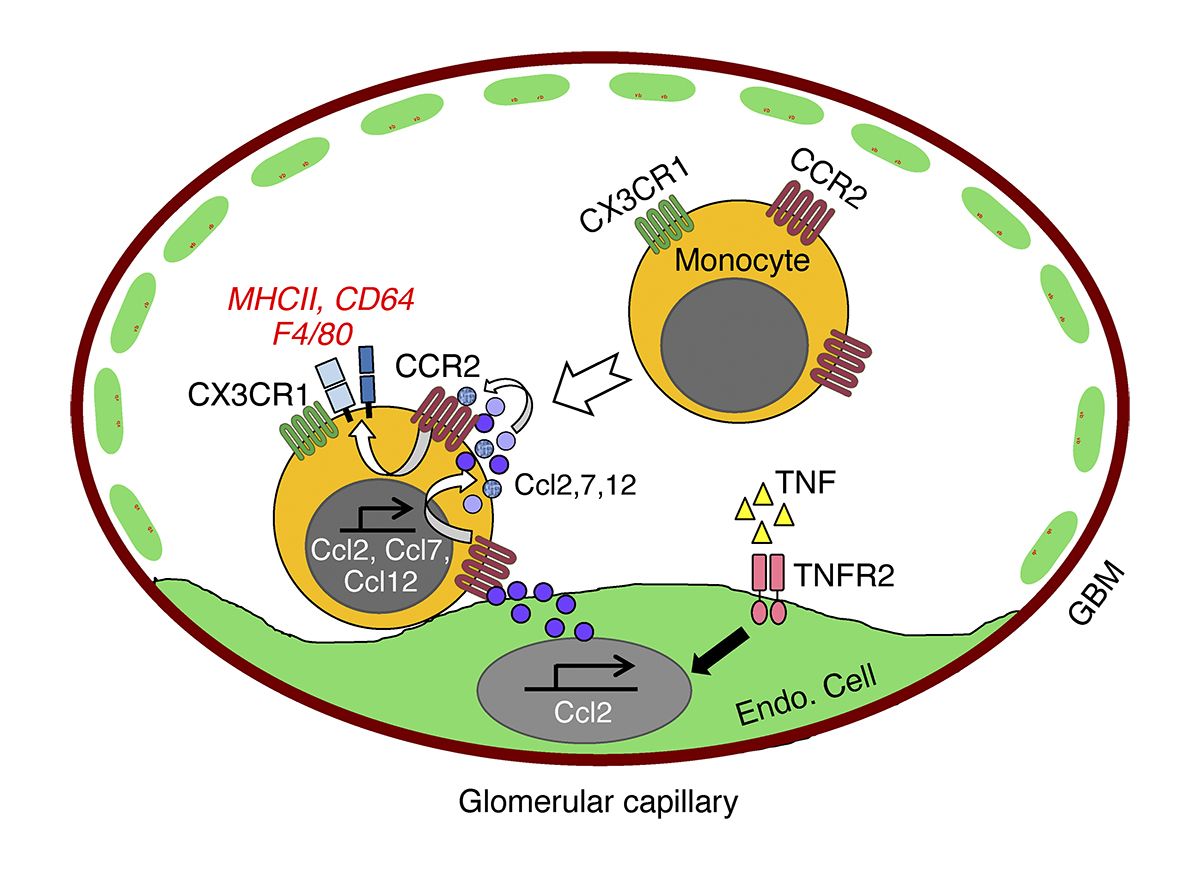 CX3CR1
CCR2
Monocyte
MHCII, CD64
F4/80
CCR2
CX3CR1
Ccl2,7,12
TNF
Ccl2, Ccl7,
Ccl12
TNFR2
GBM
Endo. Cell
Ccl2
Glomerular capillary